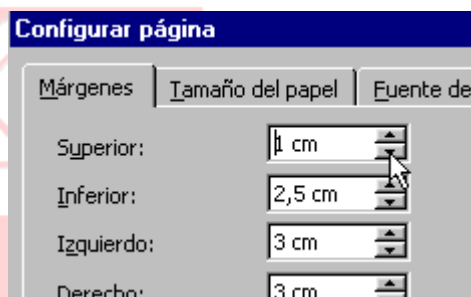 Configurar página
Márgenes Tamaño del papel Fuente de
Superior: 1 cm
Inferior: 2,5 cm
Izquierdo: 3 cm
Derecho: 3 cm